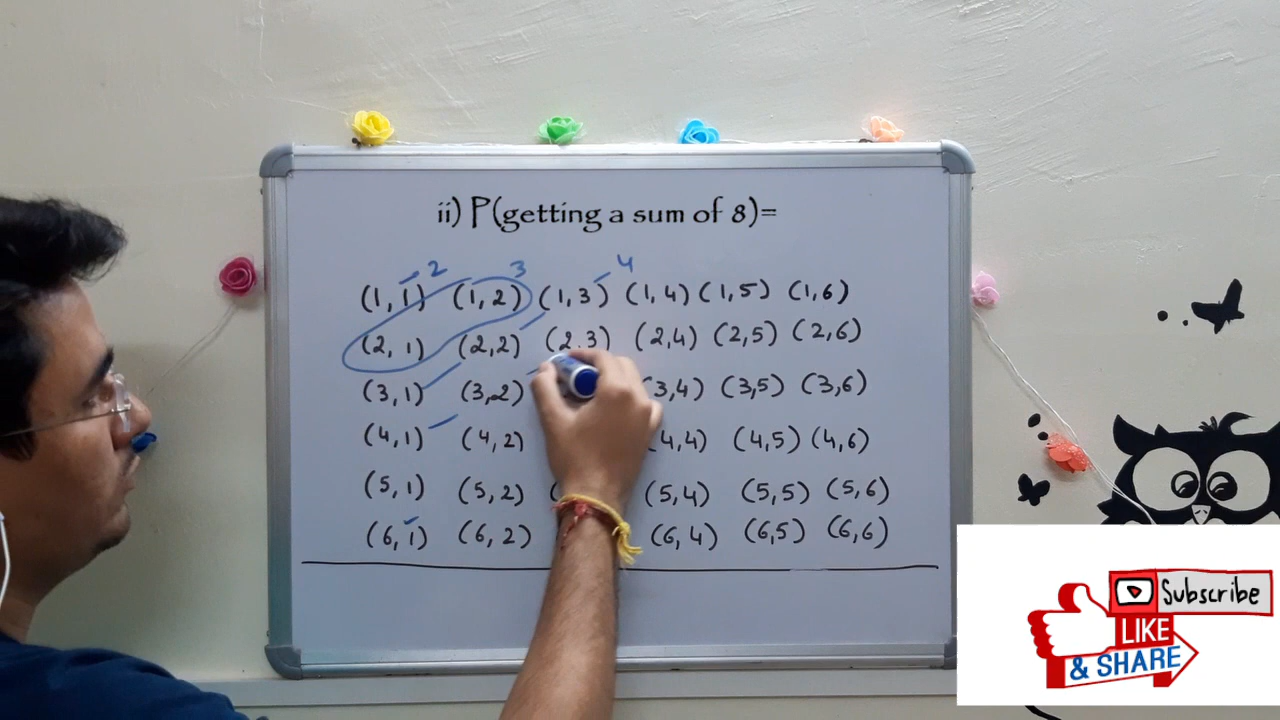 ii) P(getting a sum of 8)=
2 3 4
(1, 1) (1, 2) (1, 3) (1, 4) (1, 5) (1, 6)
(2, 1) (2,2) (2,3) (2,4) (2,5) (2,6)
(3, 1) (3,2) 3,4) (3,5) (3,6)
(4,1) (4,2) 4,4) (4,5) (4,6)
(5, 1) (5, 2) ( (5,4) (5,5) (5,6)
(6, 1) (6, 2) (6, 4) (6,5) (6,6)
Subscribe
LIKE
& SHARE